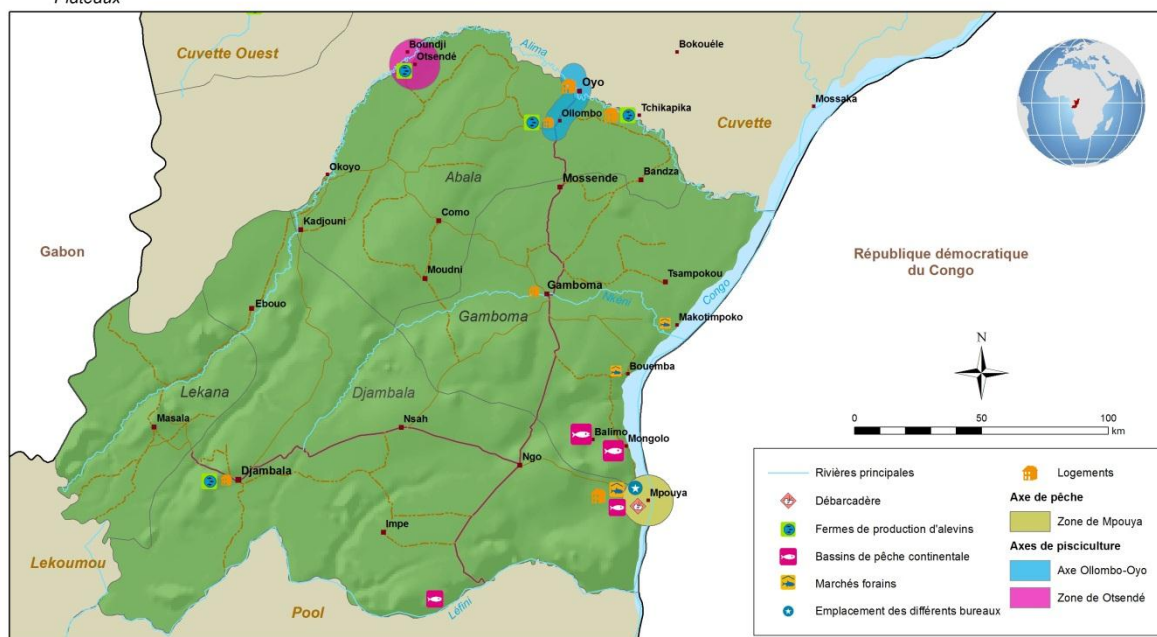 Plateaux
Cuvette Ouest
Boundji
Otsendé
Alima
Bokouéle
Oyo
Mossaka
Ollombo
Tchikapika
Cuvette
Okoyo
Abala
Mossende
Bandza
Kadjouni
Como
Gabon
République démocratique
du Congo
Moudni
Tsampokou
Gamboma
Nkéni
Congo
Ebouo
Gamboma
Makotimpoko
N
Bouemba
Lekana
Djambala
0 50 100
km
Masala
Nsah
Balimo
Mongolo
Ngo
Djambala
Mpouya
Impe
Lekoumou
Pool
Léfini
Rivières principales
Débarcadère
Fermes de production d'alevins
Bassins de pêche continentale
Marchés forains
Emplacement des différents bureaux
Logements
Axe de pêche
Zone de Mpouya
Axes de pisciculture
Axe Ollombo-Oyo
Zone de Otsendé